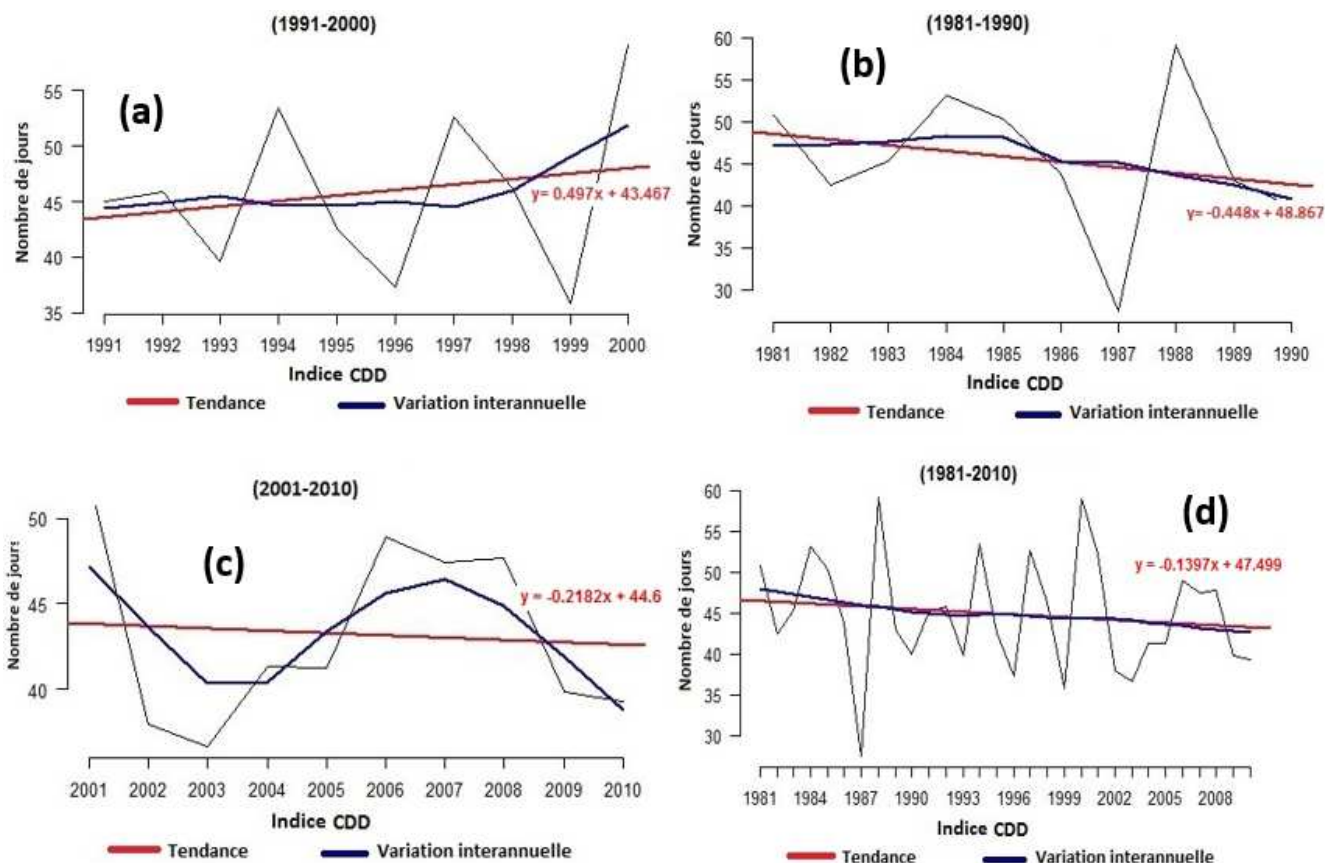 (1991-2000)
(a)
Nombre de jours
55
50
45
40
35
y= 0.497x + 43.467
1991 1992 1993 1994 1995 1996 1997 1998 1999 2000
Indice CDD
Tendance Variation interannuelle
(1981-1990)
(b)
Nombre de jours
60
55
50
45
40
35
30
y= -0.448x + 48.867
1981 1982 1983 1984 1985 1986 1987 1988 1989 1990
Indice CDD
Tendance Variation interannuelle
(2001-2010)
(c)
Nombre de jours
50
45
40
y = -0.2182x + 44.6
2001 2002 2003 2004 2005 2006 2007 2008 2009 2010
Indice CDD
Tendance Variation interannuelle
(1981-2010)
(d)
Nombre de jours
60
55
50
45
40
35
30
y = -0.1397x + 47.499
1981 1984 1987 1990 1993 1996 1999 2002 2005 2008
Indice CDD
Tendance Variation interannuelle